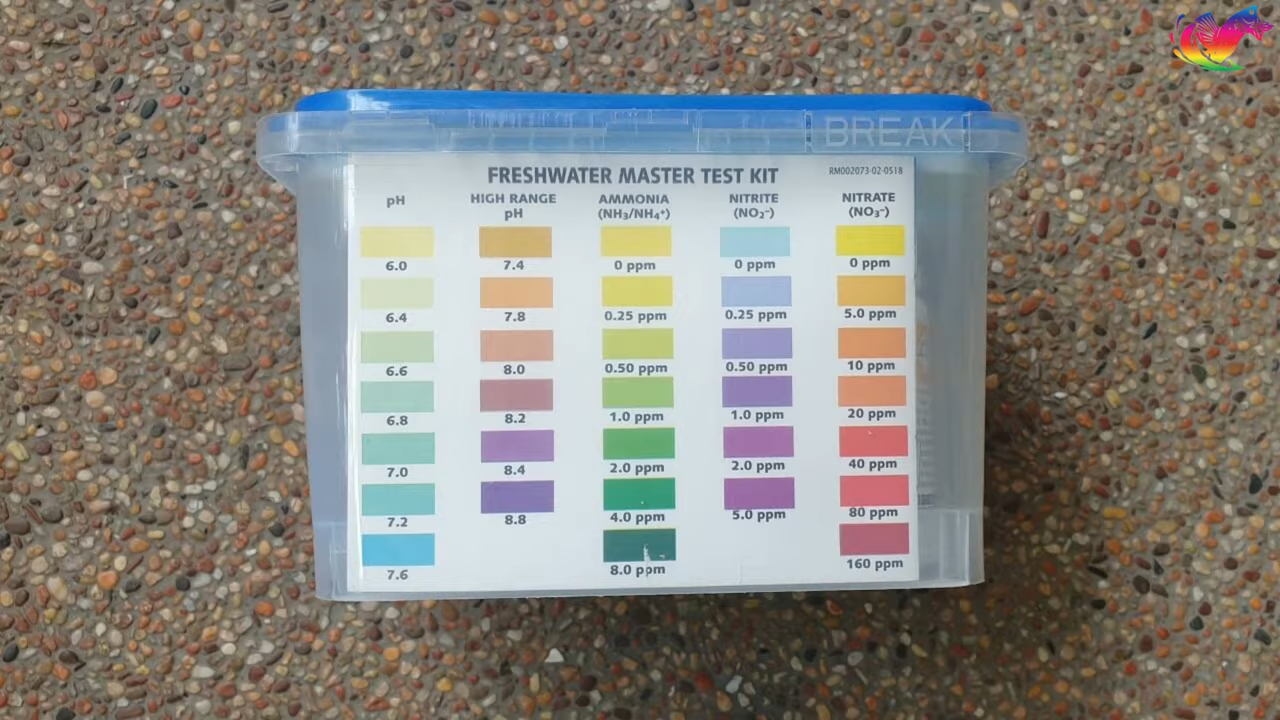 BREAK
FRESHWATER MASTER TEST KIT
RM002073-02-0518
pH
HIGH RANGE
pH
AMMONIA
(NH₃/NH₄⁺)
NITRITE
(NO₂⁻)
NITRATE
(NO₃⁻)
6.0 7.4 0 ppm 0 ppm 0 ppm
6.4 7.8 0.25 ppm 0.25 ppm 5.0 ppm
6.6 8.0 0.50 ppm 0.50 ppm 10 ppm
6.8 8.2 1.0 ppm 1.0 ppm 20 ppm
7.0 8.4 2.0 ppm 2.0 ppm 40 ppm
7.2 8.8 4.0 ppm 5.0 ppm 80 ppm
7.6 8.0 ppm 160 ppm